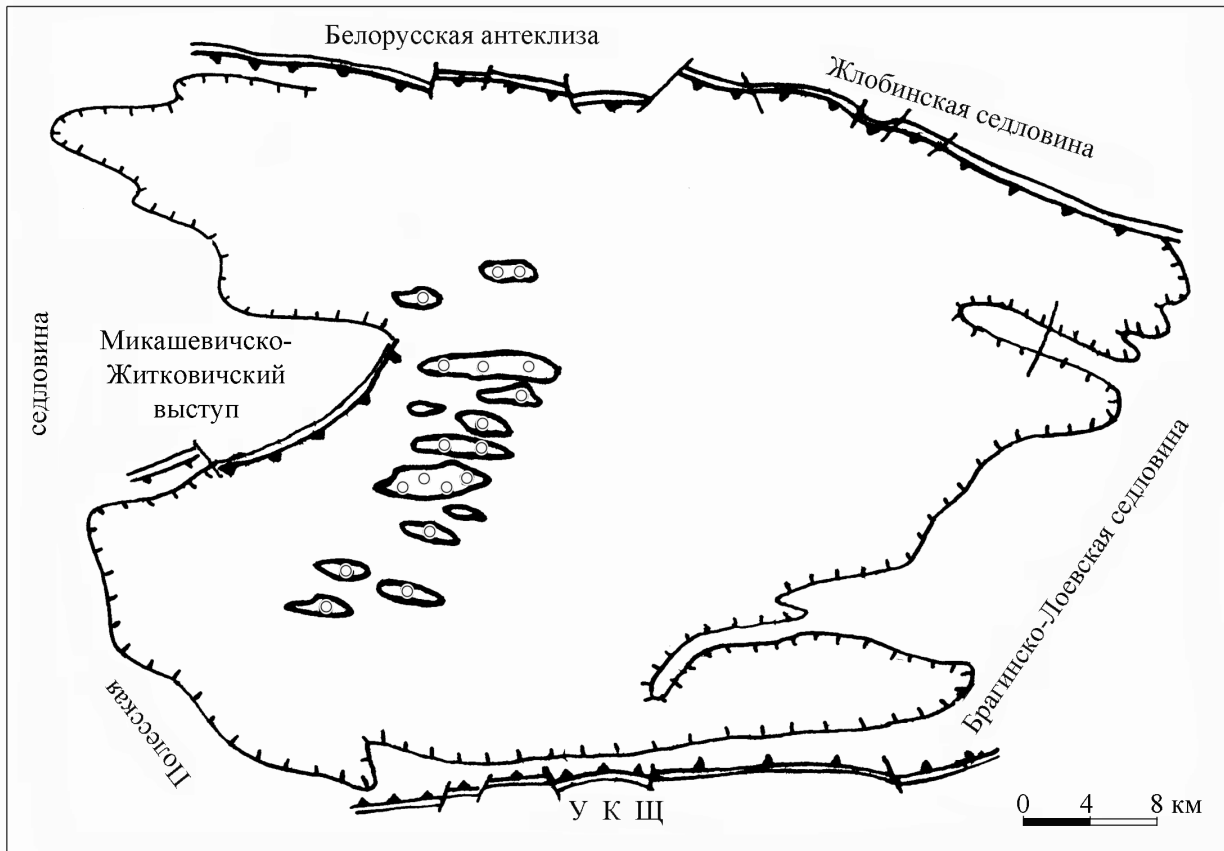 Белорусская антеклиза
Жлобинская седловина
седловина
Микашевичско-
Житковичский
выступ
Брагинско-Лоевская седловина
Полесская
У К Щ
0 4 8 км